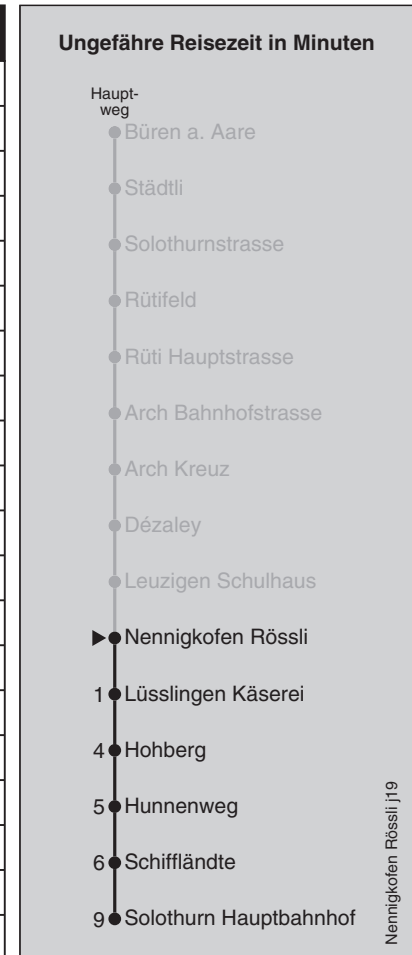 Ungefähre Reisezeit in Minuten
Haupt-
weg
Büren a. Aare
Städtli
Solothurnstrasse
Rütifeld
Rüti Hauptstrasse
Arch Bahnhofstrasse
Arch Kreuz
Dézaley
Leuzigen Schulhaus
Nennigkofen Rössli
1 Lüsslingen Käserei
4 Hohberg
5 Hunnenweg
6 Schiffländte
9 Solothurn Hauptbahnhof
Nennigkofen Rössli j19